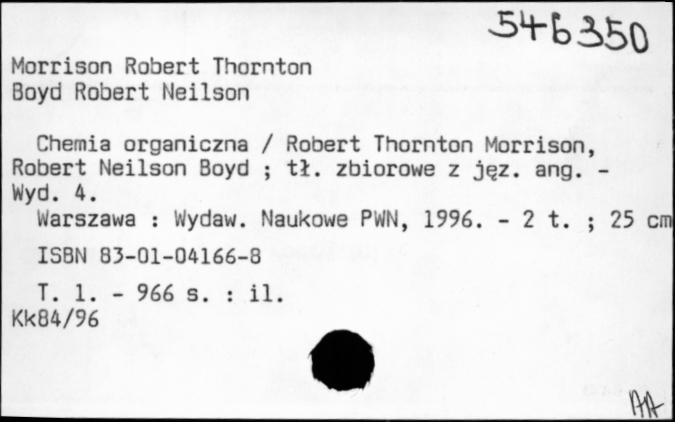 546350
Morrison Robert Thornton
Boyd Robert Neilson
Chemia organiczna / Robert Thornton Morrison,
Robert Neilson Boyd ; tł. zbiorowe z jęz. ang. -
Wyd. 4.
Warszawa : Wydaw. Naukowe PWN, 1996. - 2 t. ; 25 cm
ISBN 83-01-04166-8
T. 1. - 966 s. : il.
Kk84/96